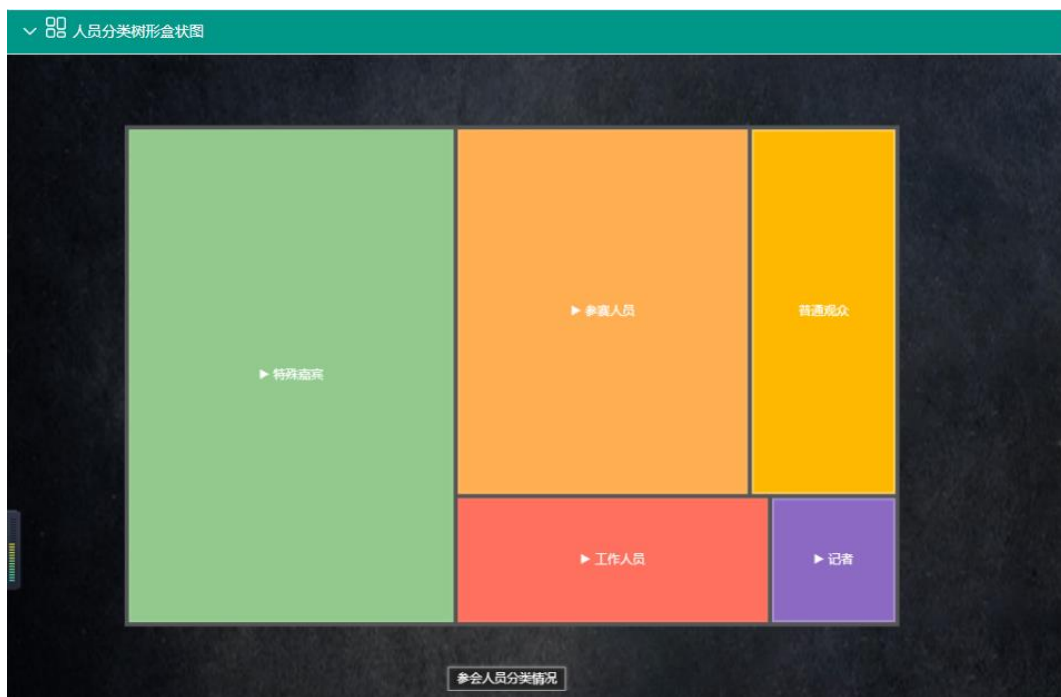 人员分类树形盒状图
▶ 特殊嘉宾
▶ 参赛人员
普通观众
▶ 工作人员
▶ 记者
参会人员分类情况